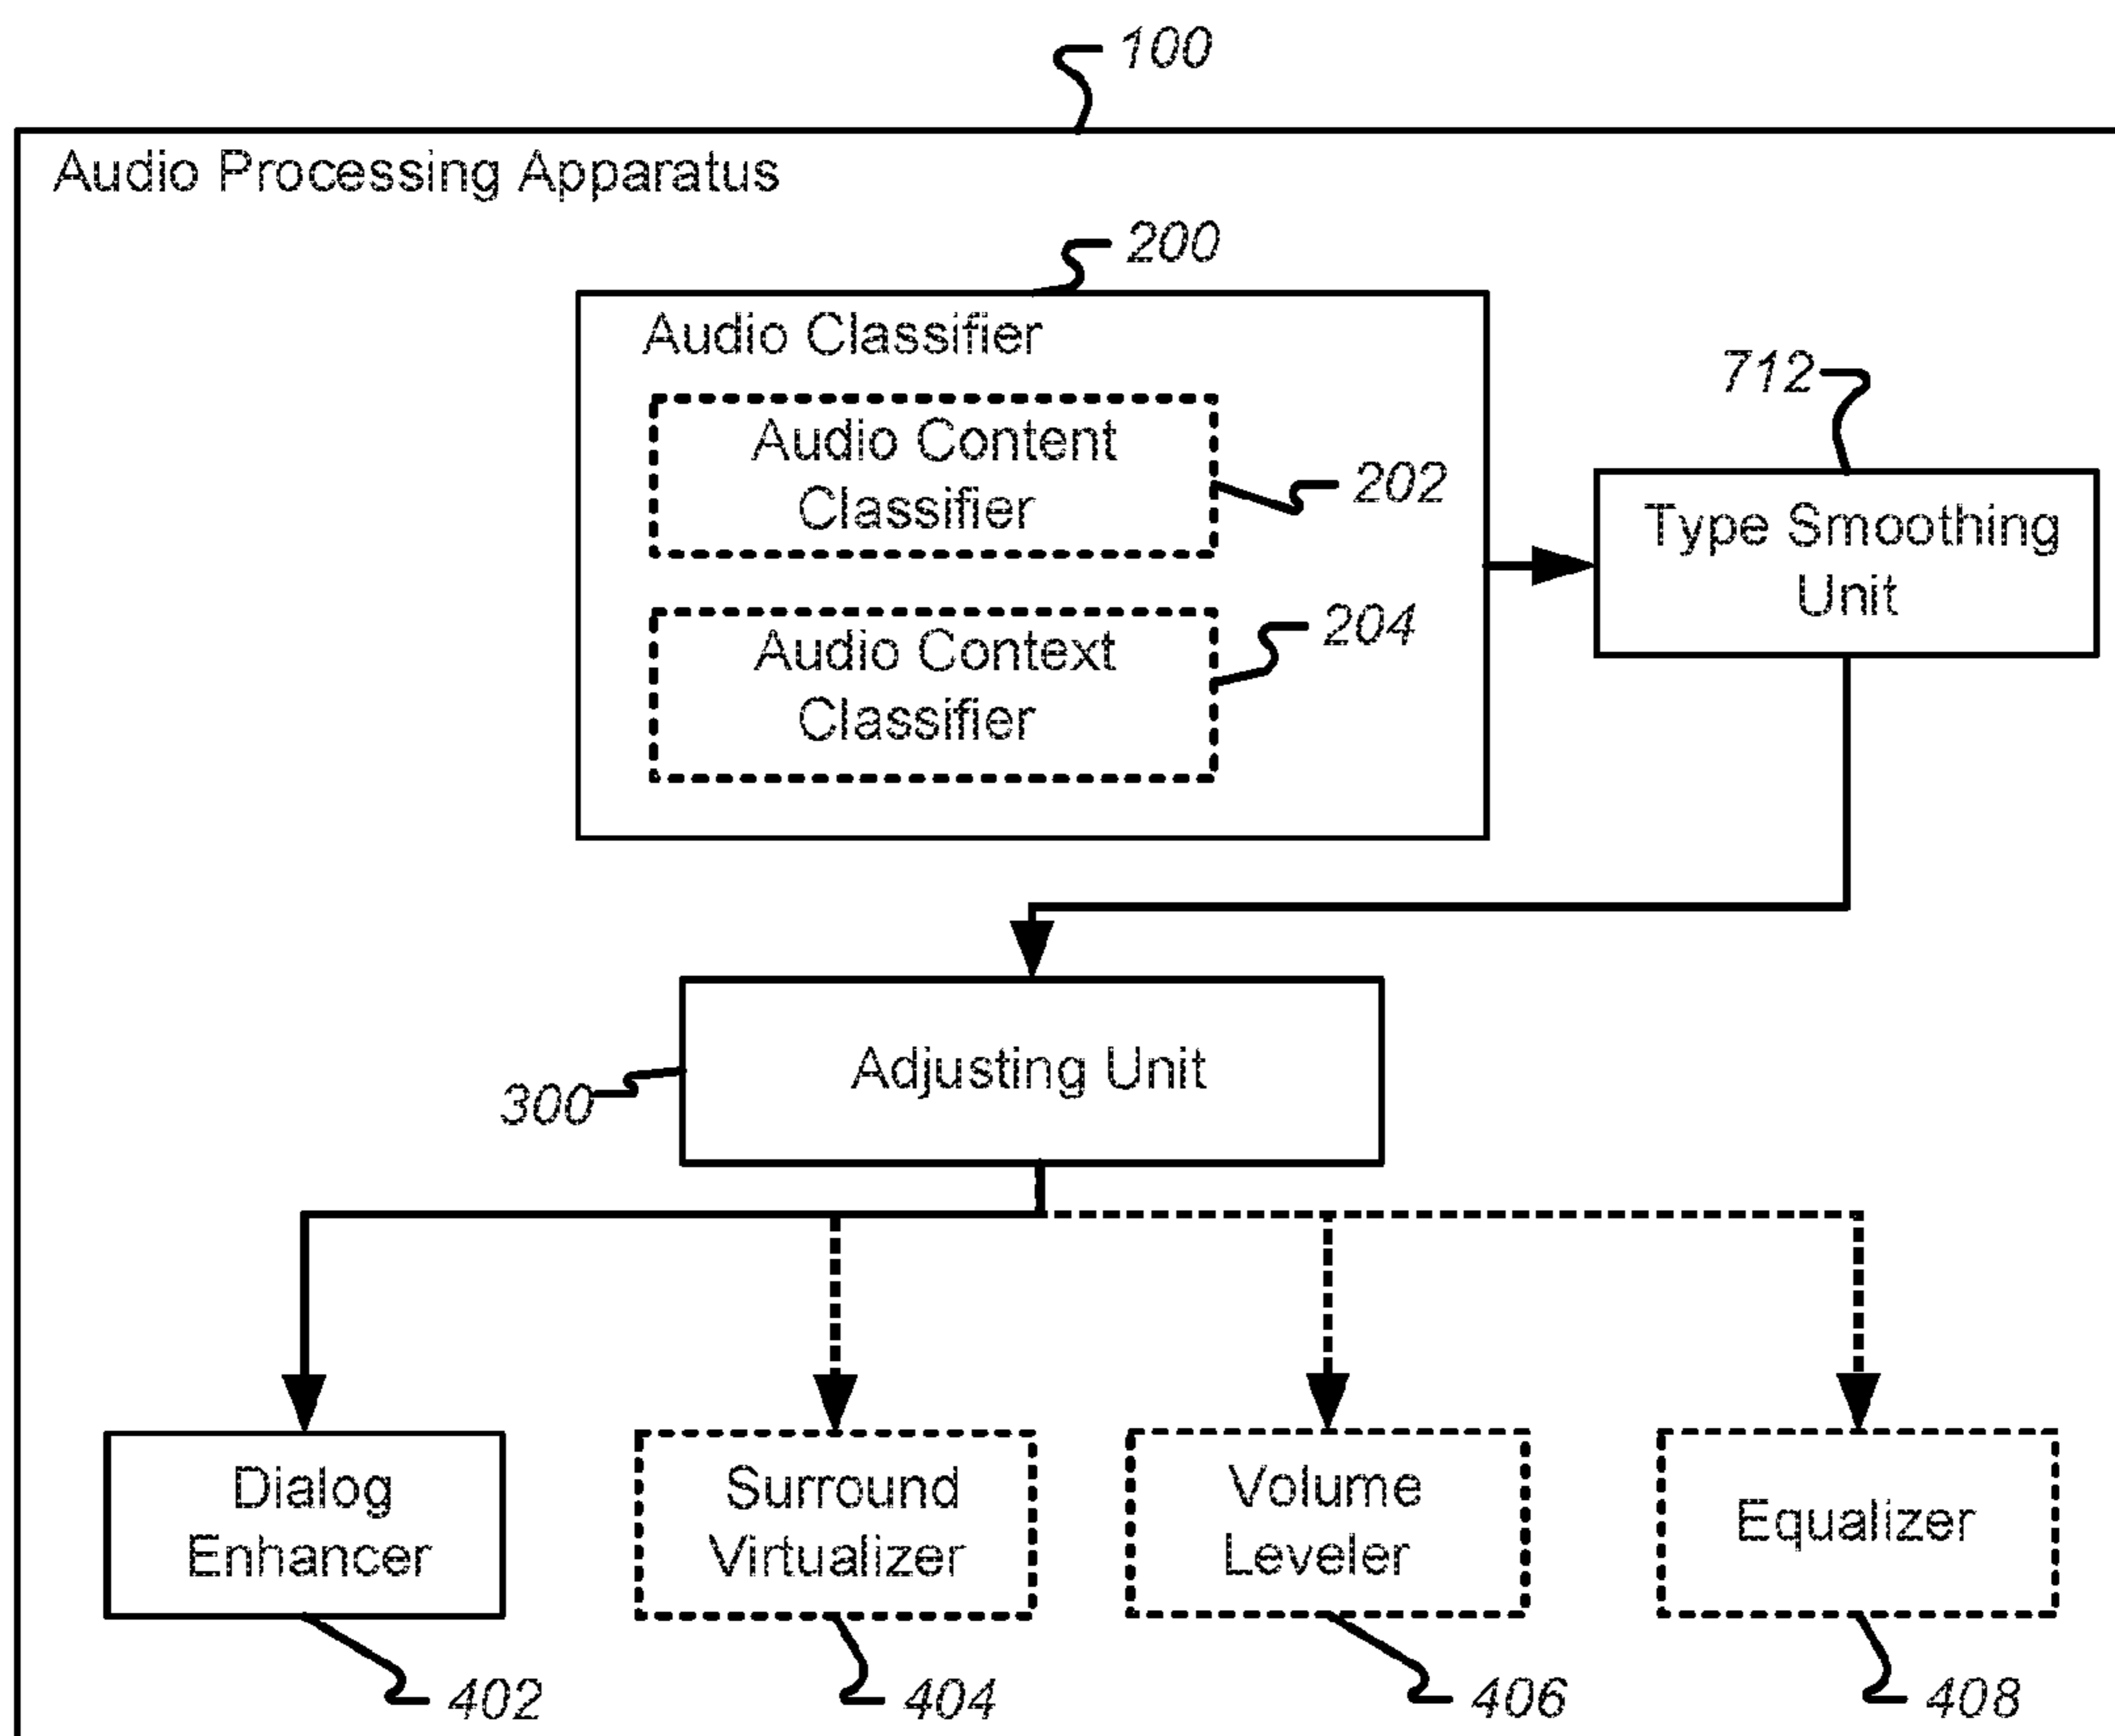 100
Audio Processing Apparatus
200
Audio Classifier
712
Audio Content
Classifier
202
Type Smoothing
Unit
204
Audio Context
Classifier
Adjusting Unit
300
Dialog
Enhancer
Surround
Virtualizer
Volume
Leveler
Equalizer
402
404
406
408